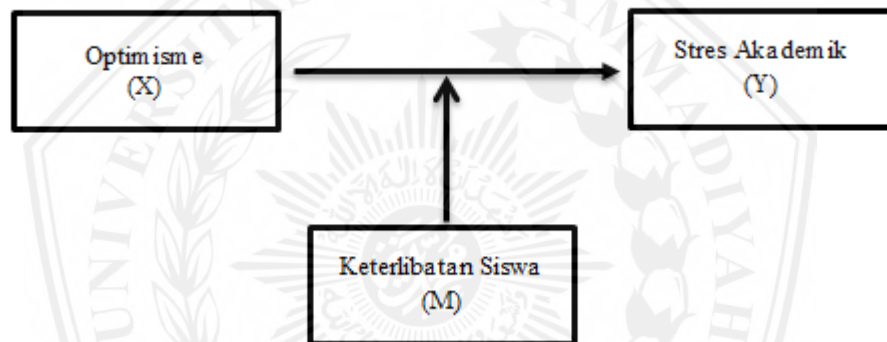 Optimisme
(X)
Stres Akademik
(Y)
Keterlibatan Siswa
(M)